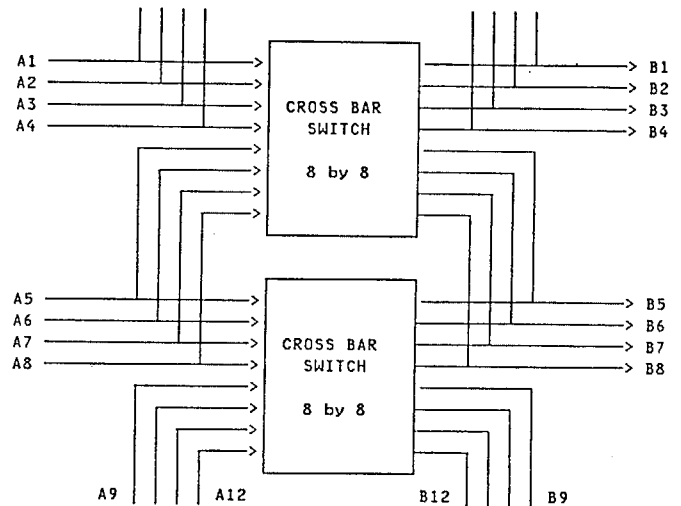 A1
A2
A3
A4
CROSS BAR
SWITCH
8 by 8
B1
B2
B3
B4
A5
A6
A7
A8
CROSS BAR
SWITCH
8 by 8
B5
B6
B7
B8
A9 A12 B12 B9